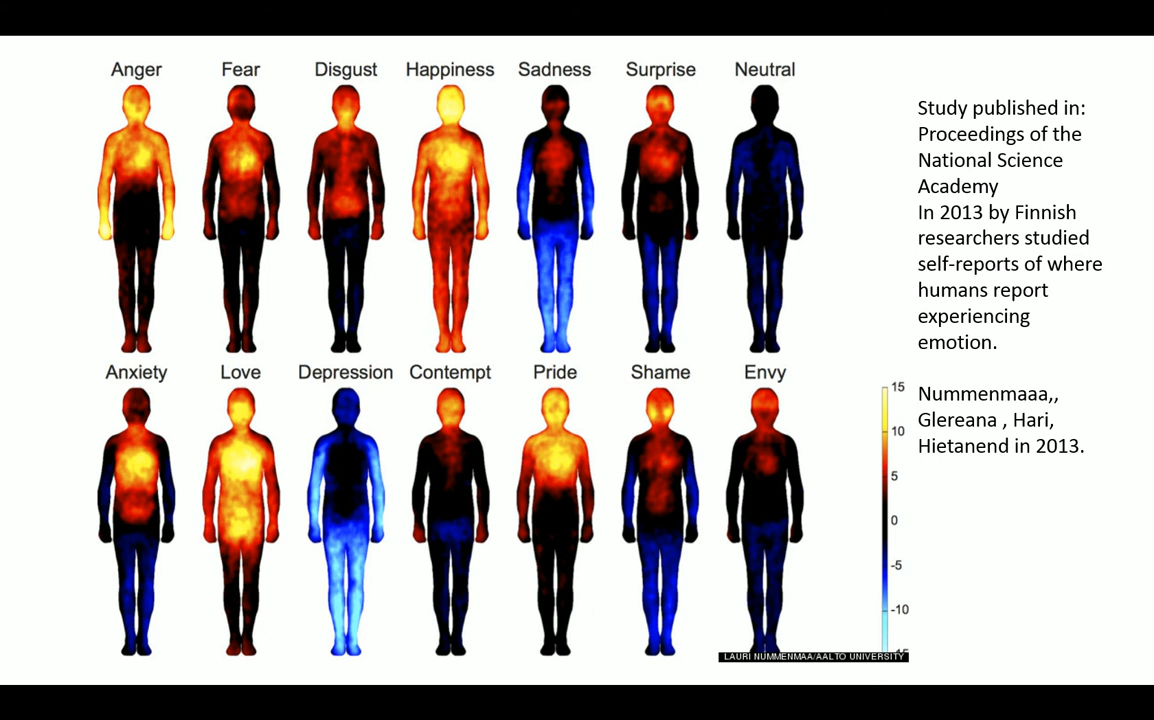 Anger Fear Disgust Happiness Sadness Surprise Neutral
Anxiety Love Depression Contempt Pride Shame Envy
15
10
5
0
-5
-10
LAURI NUMMENMAA/AALTO UNIVERSITY
Study published in:
Proceedings of the
National Science
Academy
In 2013 by Finnish
researchers studied
self-reports of where
humans report
experiencing
emotion.
Nummenmaaa,,
Glereana , Hari,
Hietanend in 2013.